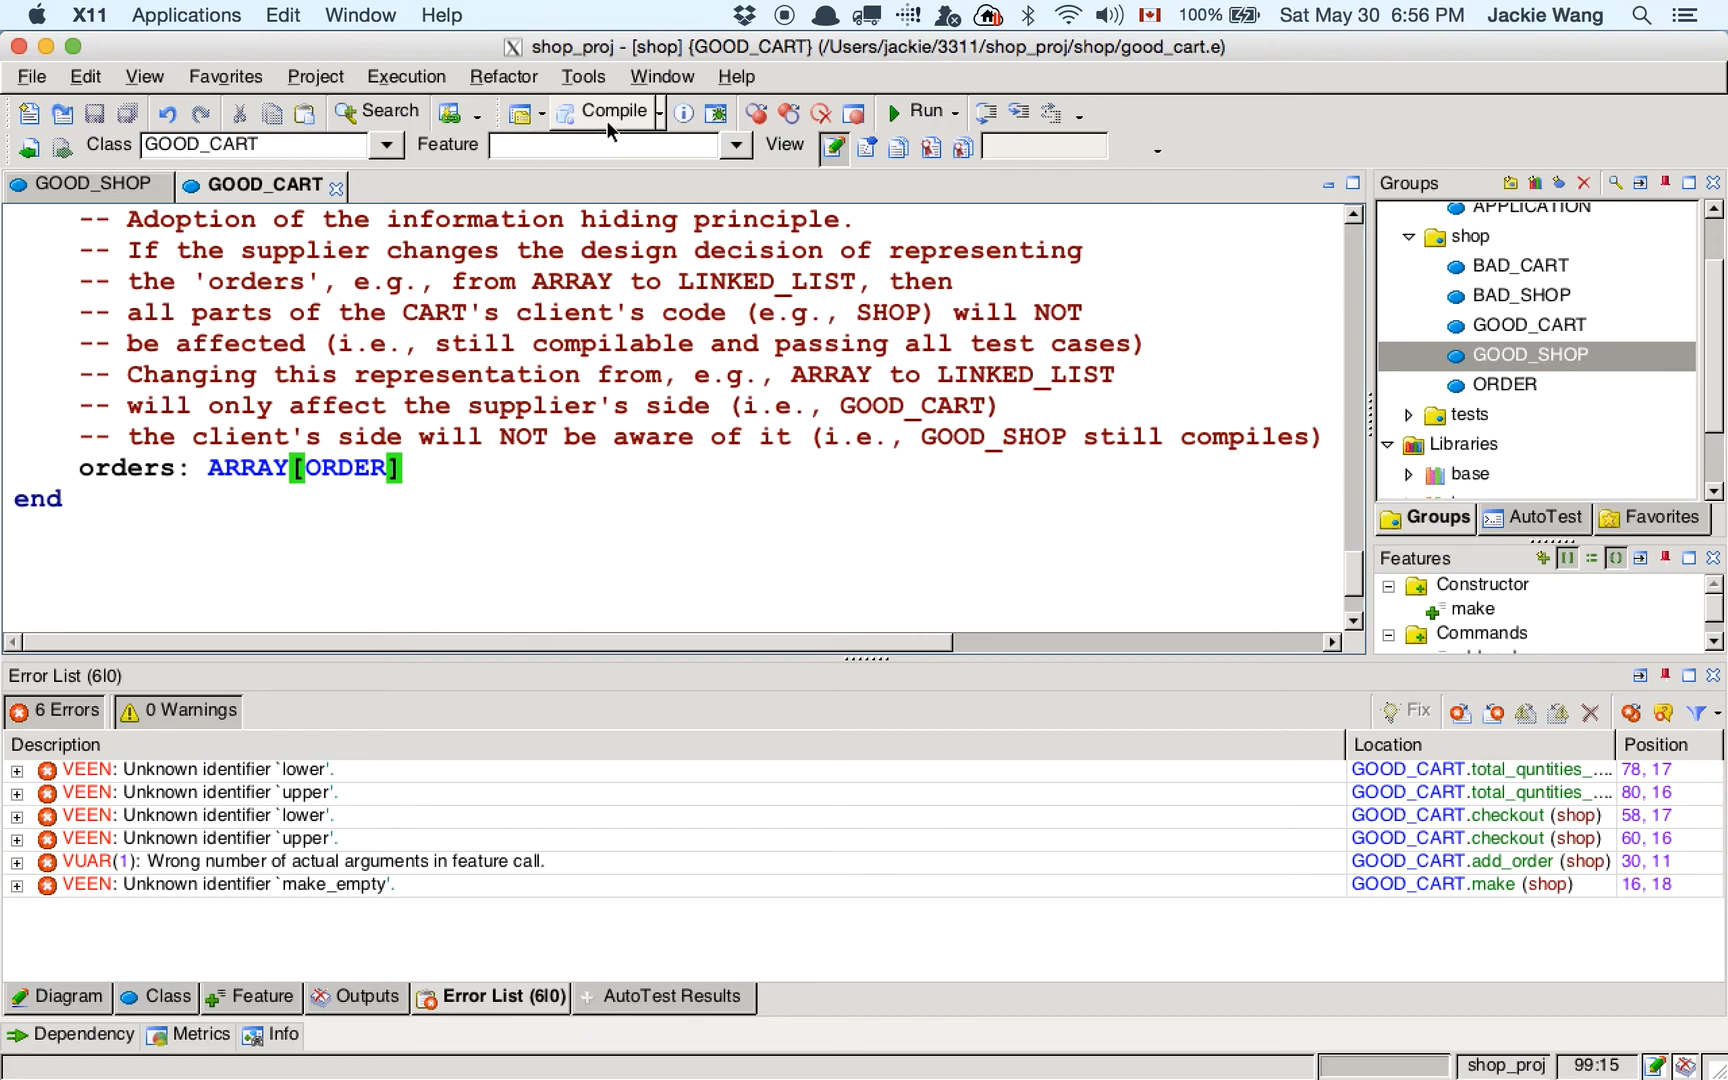 X11 Applications Edit Window Help 100% Sat May 30 6:56 PM Jackie Wang
shop_proj - [shop] {GOOD_CART} (/Users/jackie/3311/shop_proj/shop/good_cart.e)
File Edit View Favorites Project Execution Refactor Tools Window Help
Search Compile Run
Class GOOD_CART Feature View
GOOD_SHOP GOOD_CART
-- Adoption of the information hiding principle.
-- If the supplier changes the design decision of representing
-- the 'orders', e.g., from ARRAY to LINKED_LIST, then
-- all parts of the CART's client's code (e.g., SHOP) will NOT
-- be affected (i.e., still compilable and passing all test cases)
-- Changing this representation from, e.g., ARRAY to LINKED_LIST
-- will only affect the supplier's side (i.e., GOOD_CART)
-- the client's side will NOT be aware of it (i.e., GOOD_SHOP still compiles)
orders: ARRAY[ORDER]
end
Groups
APPLICATION
shop
BAD_CART
BAD_SHOP
GOOD_CART
GOOD_SHOP
ORDER
tests
Libraries
base
Groups AutoTest Favorites
Features
Constructor
make
Commands
Error List (6|0)
6 Errors 0 Warnings Fix
Description Location Position
VEEN: Unknown identifier `lower'. GOOD_CART.total_quntities_.... 78, 17
VEEN: Unknown identifier `upper'. GOOD_CART.total_quntities_.... 80, 16
VEEN: Unknown identifier `lower'. GOOD_CART.checkout (shop) 58, 17
VEEN: Unknown identifier `upper'. GOOD_CART.checkout (shop) 60, 16
VUAR(1): Wrong number of actual arguments in feature call. GOOD_CART.add_order (shop) 30, 11
VEEN: Unknown identifier `make_empty'. GOOD_CART.make (shop) 16, 18
Diagram Class Feature Outputs Error List (6|0) AutoTest Results
Dependency Metrics Info
shop_proj 99:15